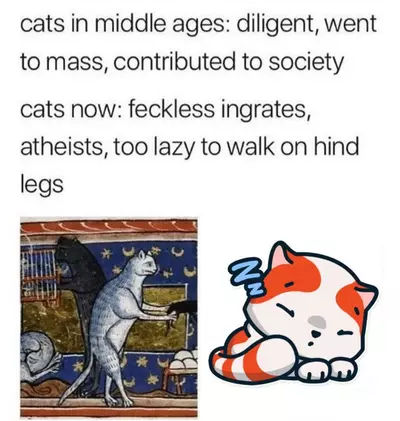 cats in middle ages: diligent, went
to mass, contributed to society
cats now: feckless ingrates,
atheists, too lazy to walk on hind
legs
ZZZ